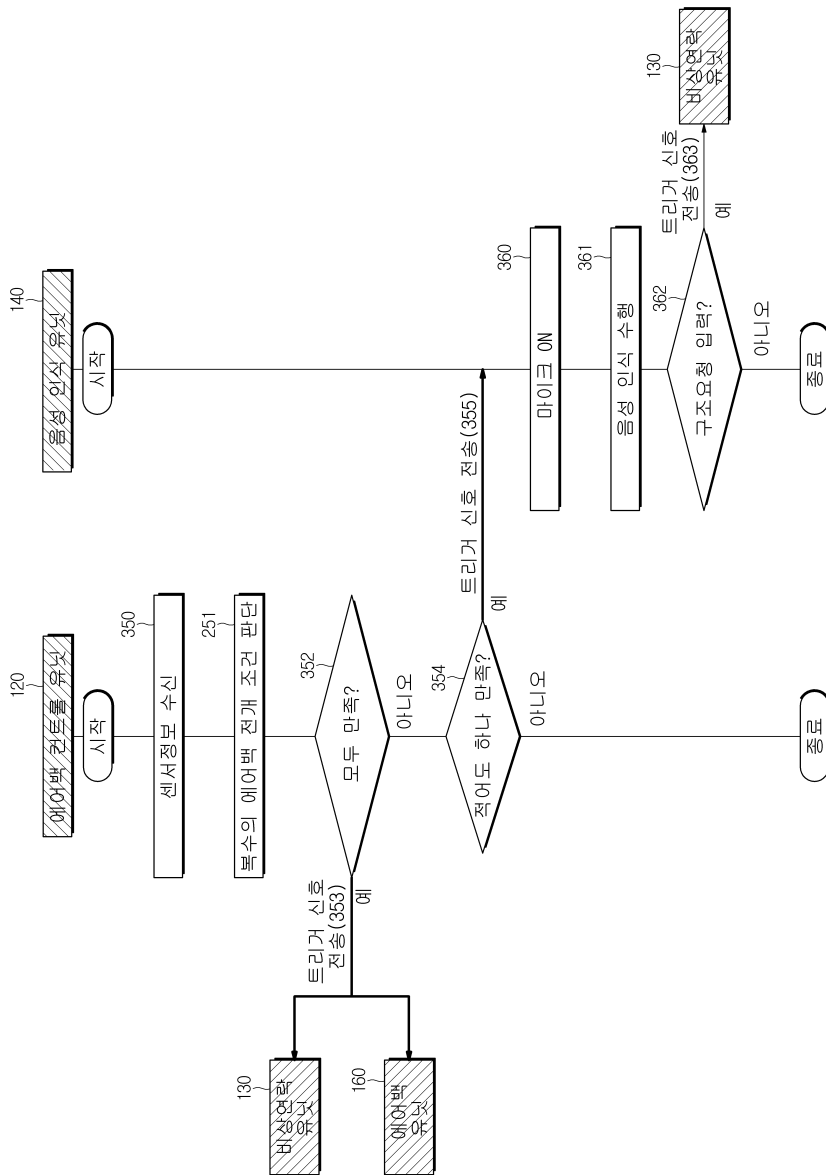 120
에어백 컨트롤 유닛
시작
350
센서정보 수신
251
복수의 에어백 전개 조건 판단
352
모두 만족?
예
트리거 신호
전송(353)
130
비상연락
유닛
160
에어백
유닛
아니오
354
적어도 하나 만족?
예
트리거 신호 전송(355)
아니오
종료
140
음성 인식 유닛
시작
360
마이크 ON
361
음성 인식 수행
362
구조요청 입력?
예
트리거 신호
전송(363)
130
비상연락
유닛
아니오
종료